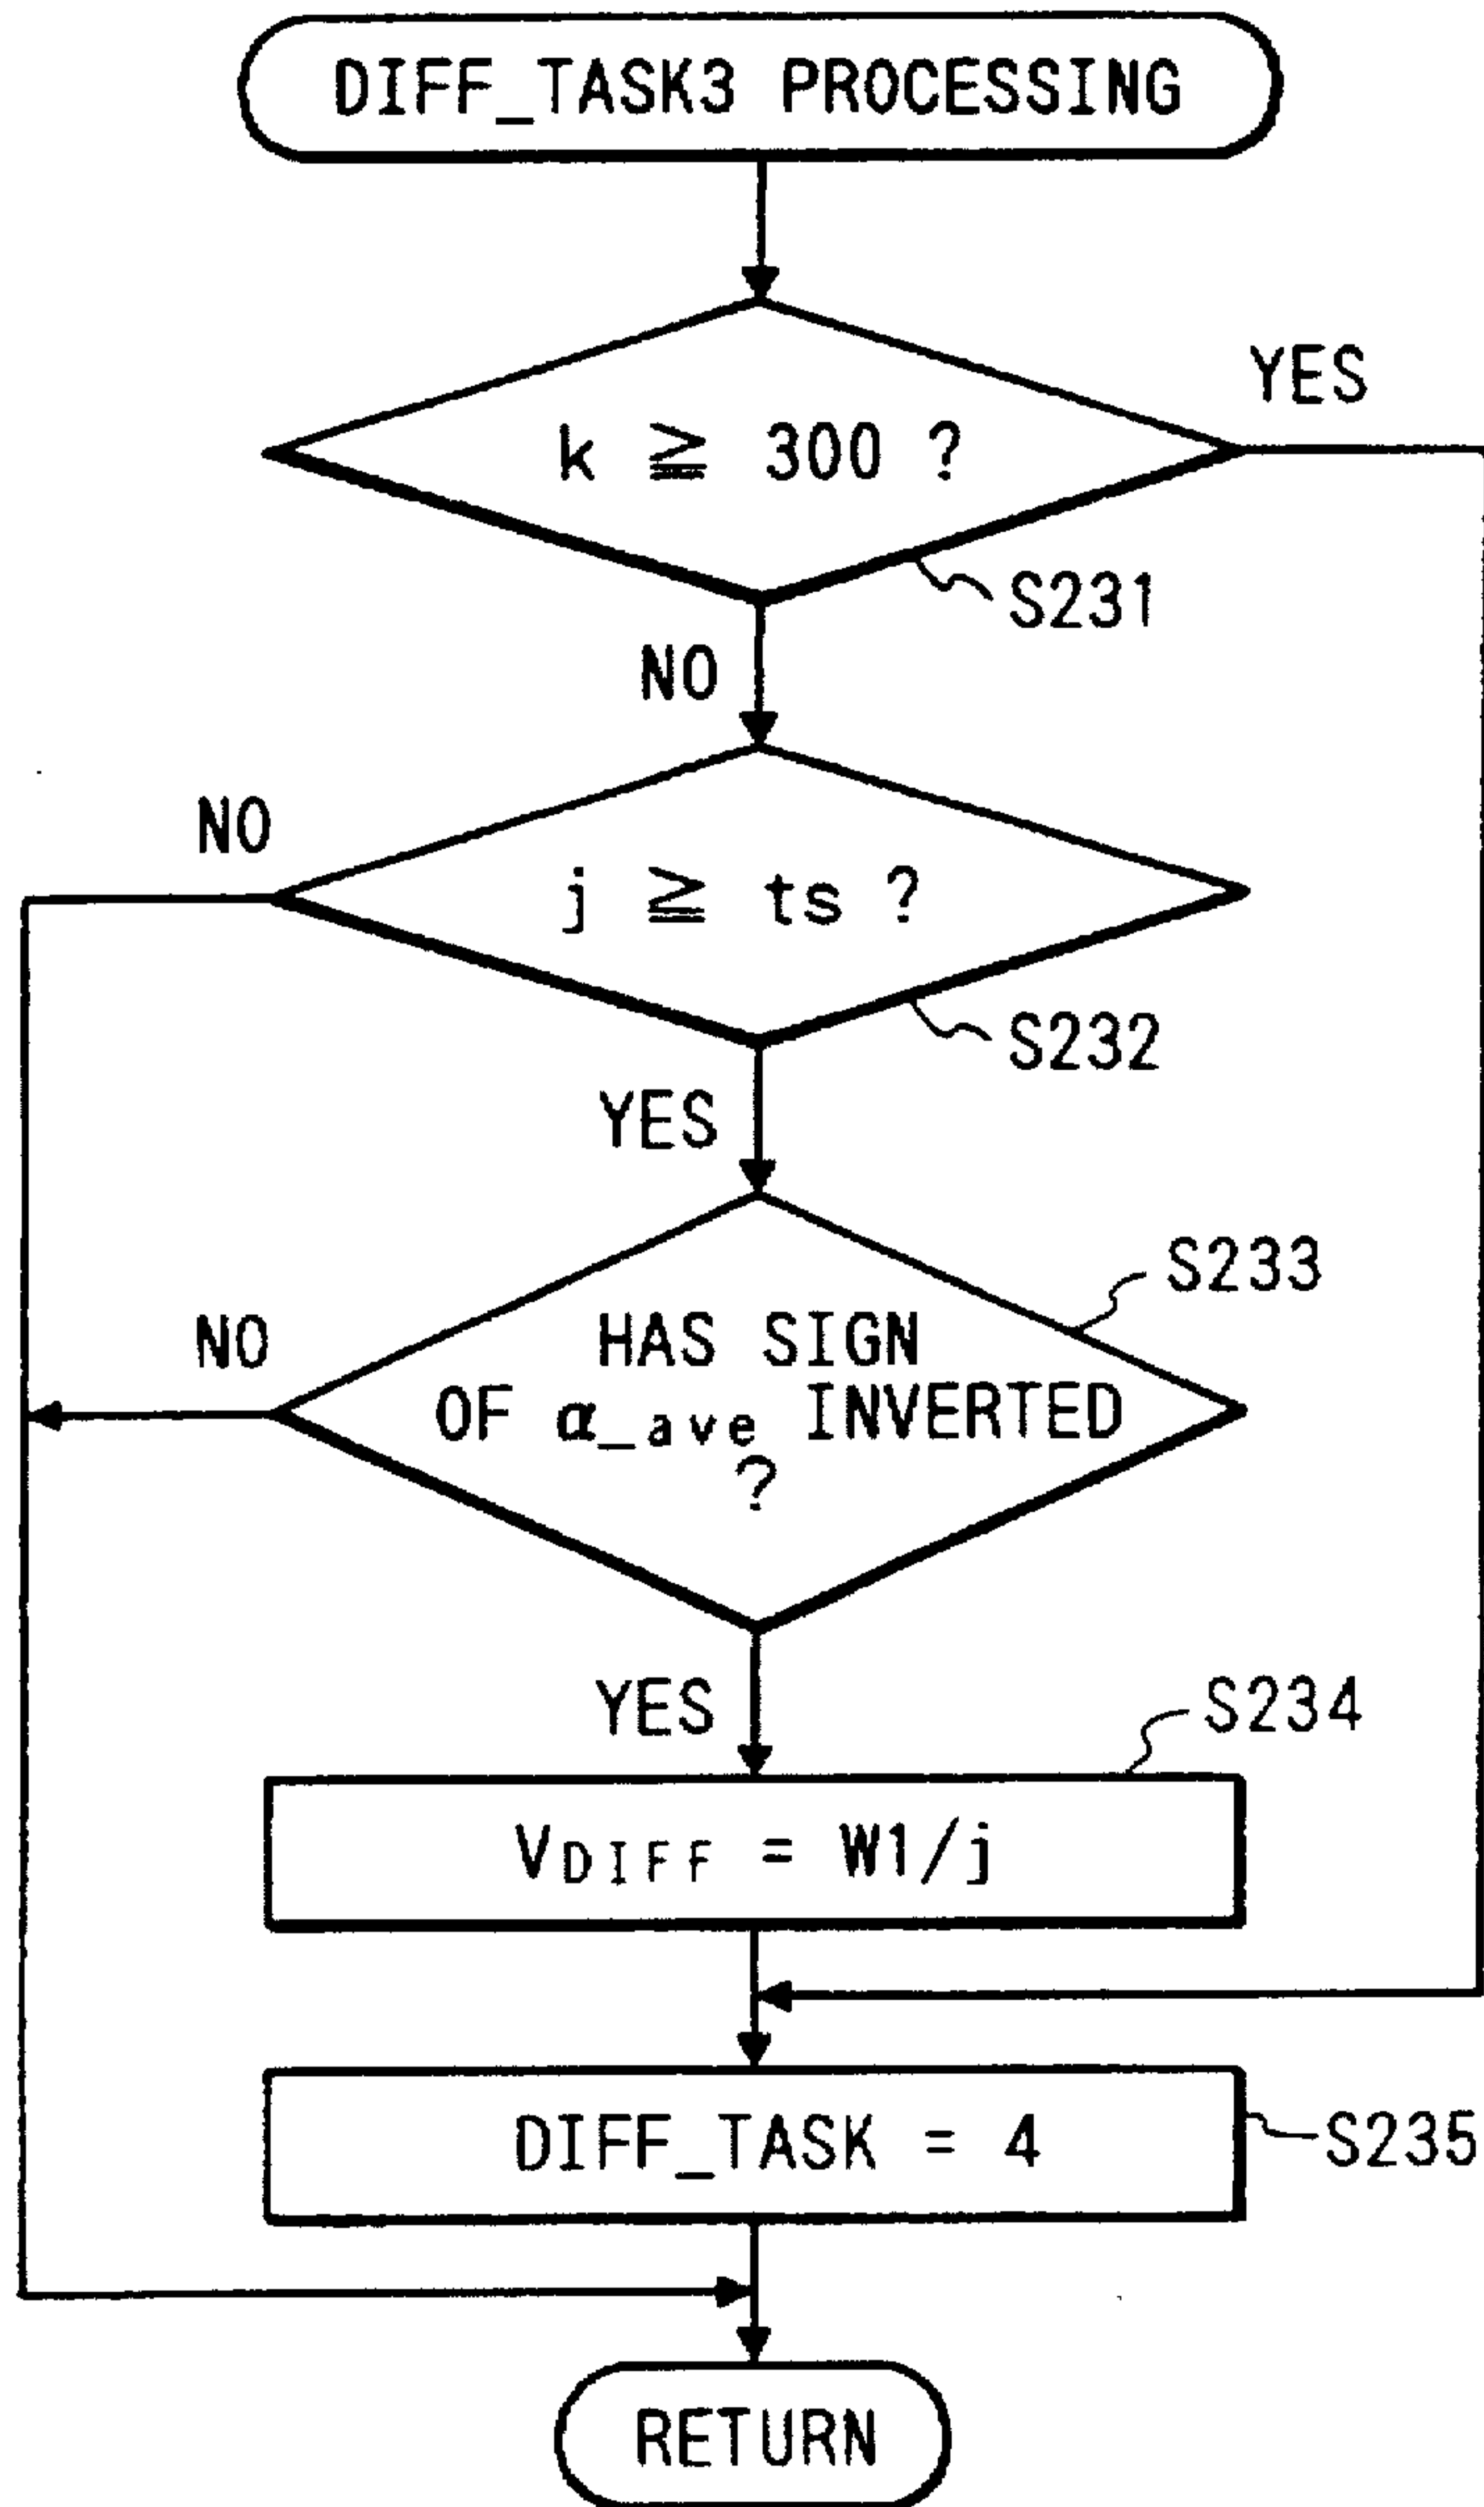 DIFF_TASK3 PROCESSING
YES
k ≧ 300 ?
S231
NO
NO
j ≧ ts ?
S232
YES
S233
NO
HAS SIGN
OF α_ave INVERTED
?
YES
S234
VDIFF = W1/j
DIFF_TASK = 4
S235
RETURN